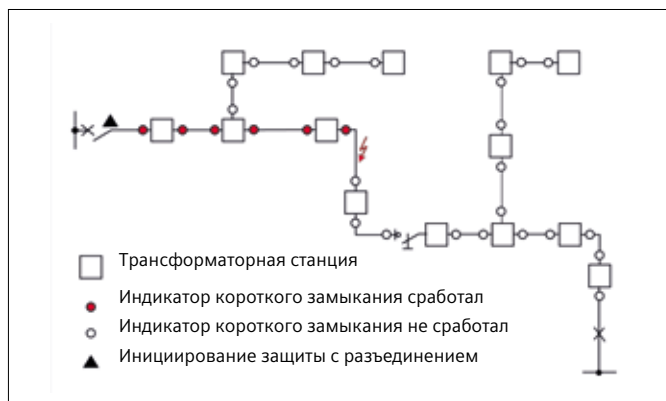 Трансформаторная станция
Индикатор короткого замыкания сработал
Индикатор короткого замыкания не сработал
Инициирование защиты с разъединением